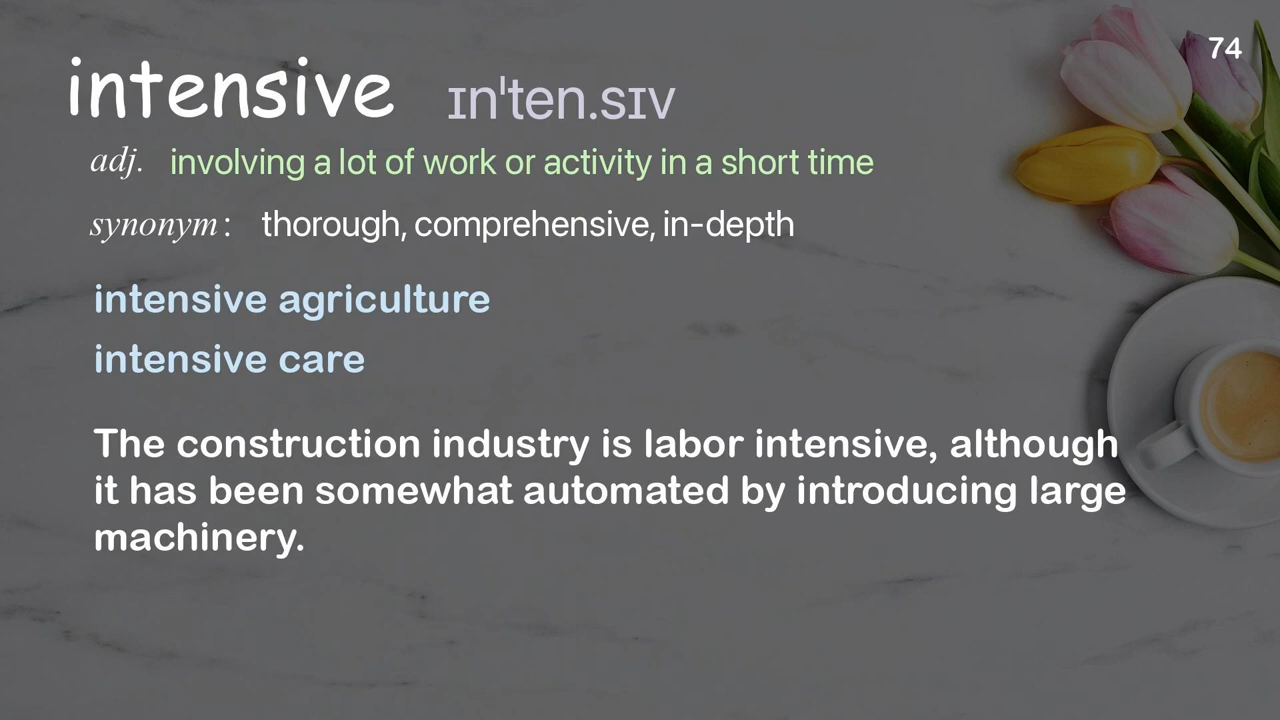 74
intensive ɪn'ten.sɪv
adj. involving a lot of work or activity in a short time
synonym: thorough, comprehensive, in-depth
intensive agriculture
intensive care
The construction industry is labor intensive, although
it has been somewhat automated by introducing large
machinery.